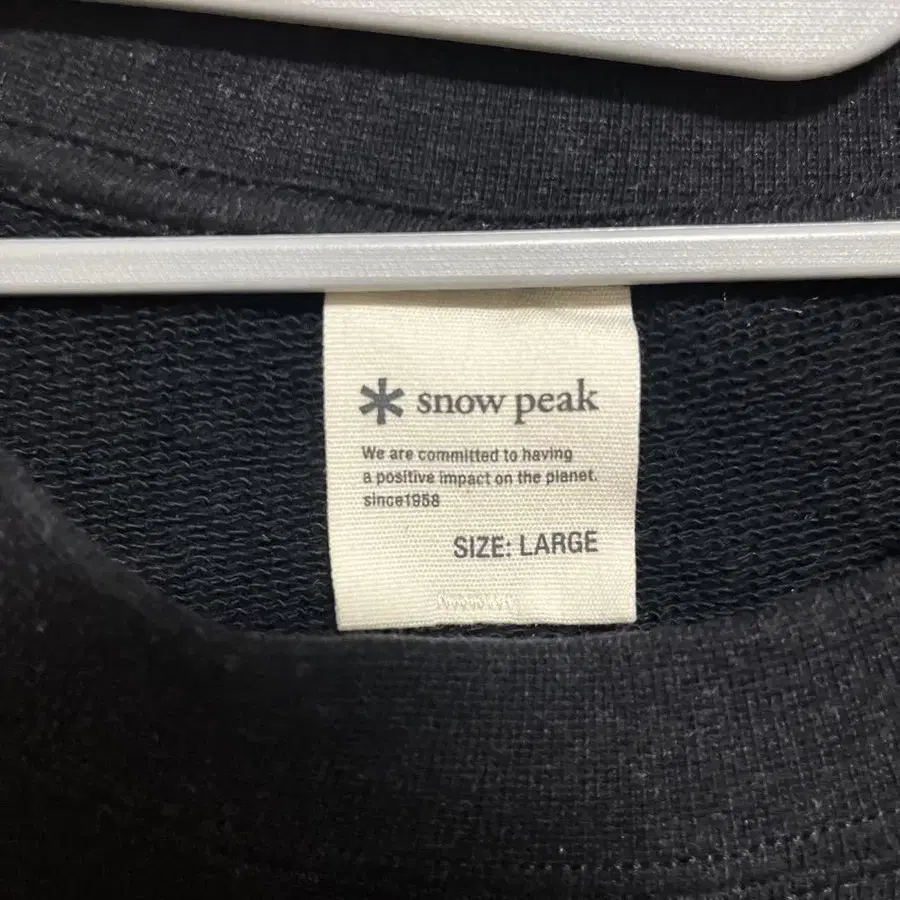 snow peak
We are committed to having
a positive impact on the planet.
since1958
SIZE: LARGE